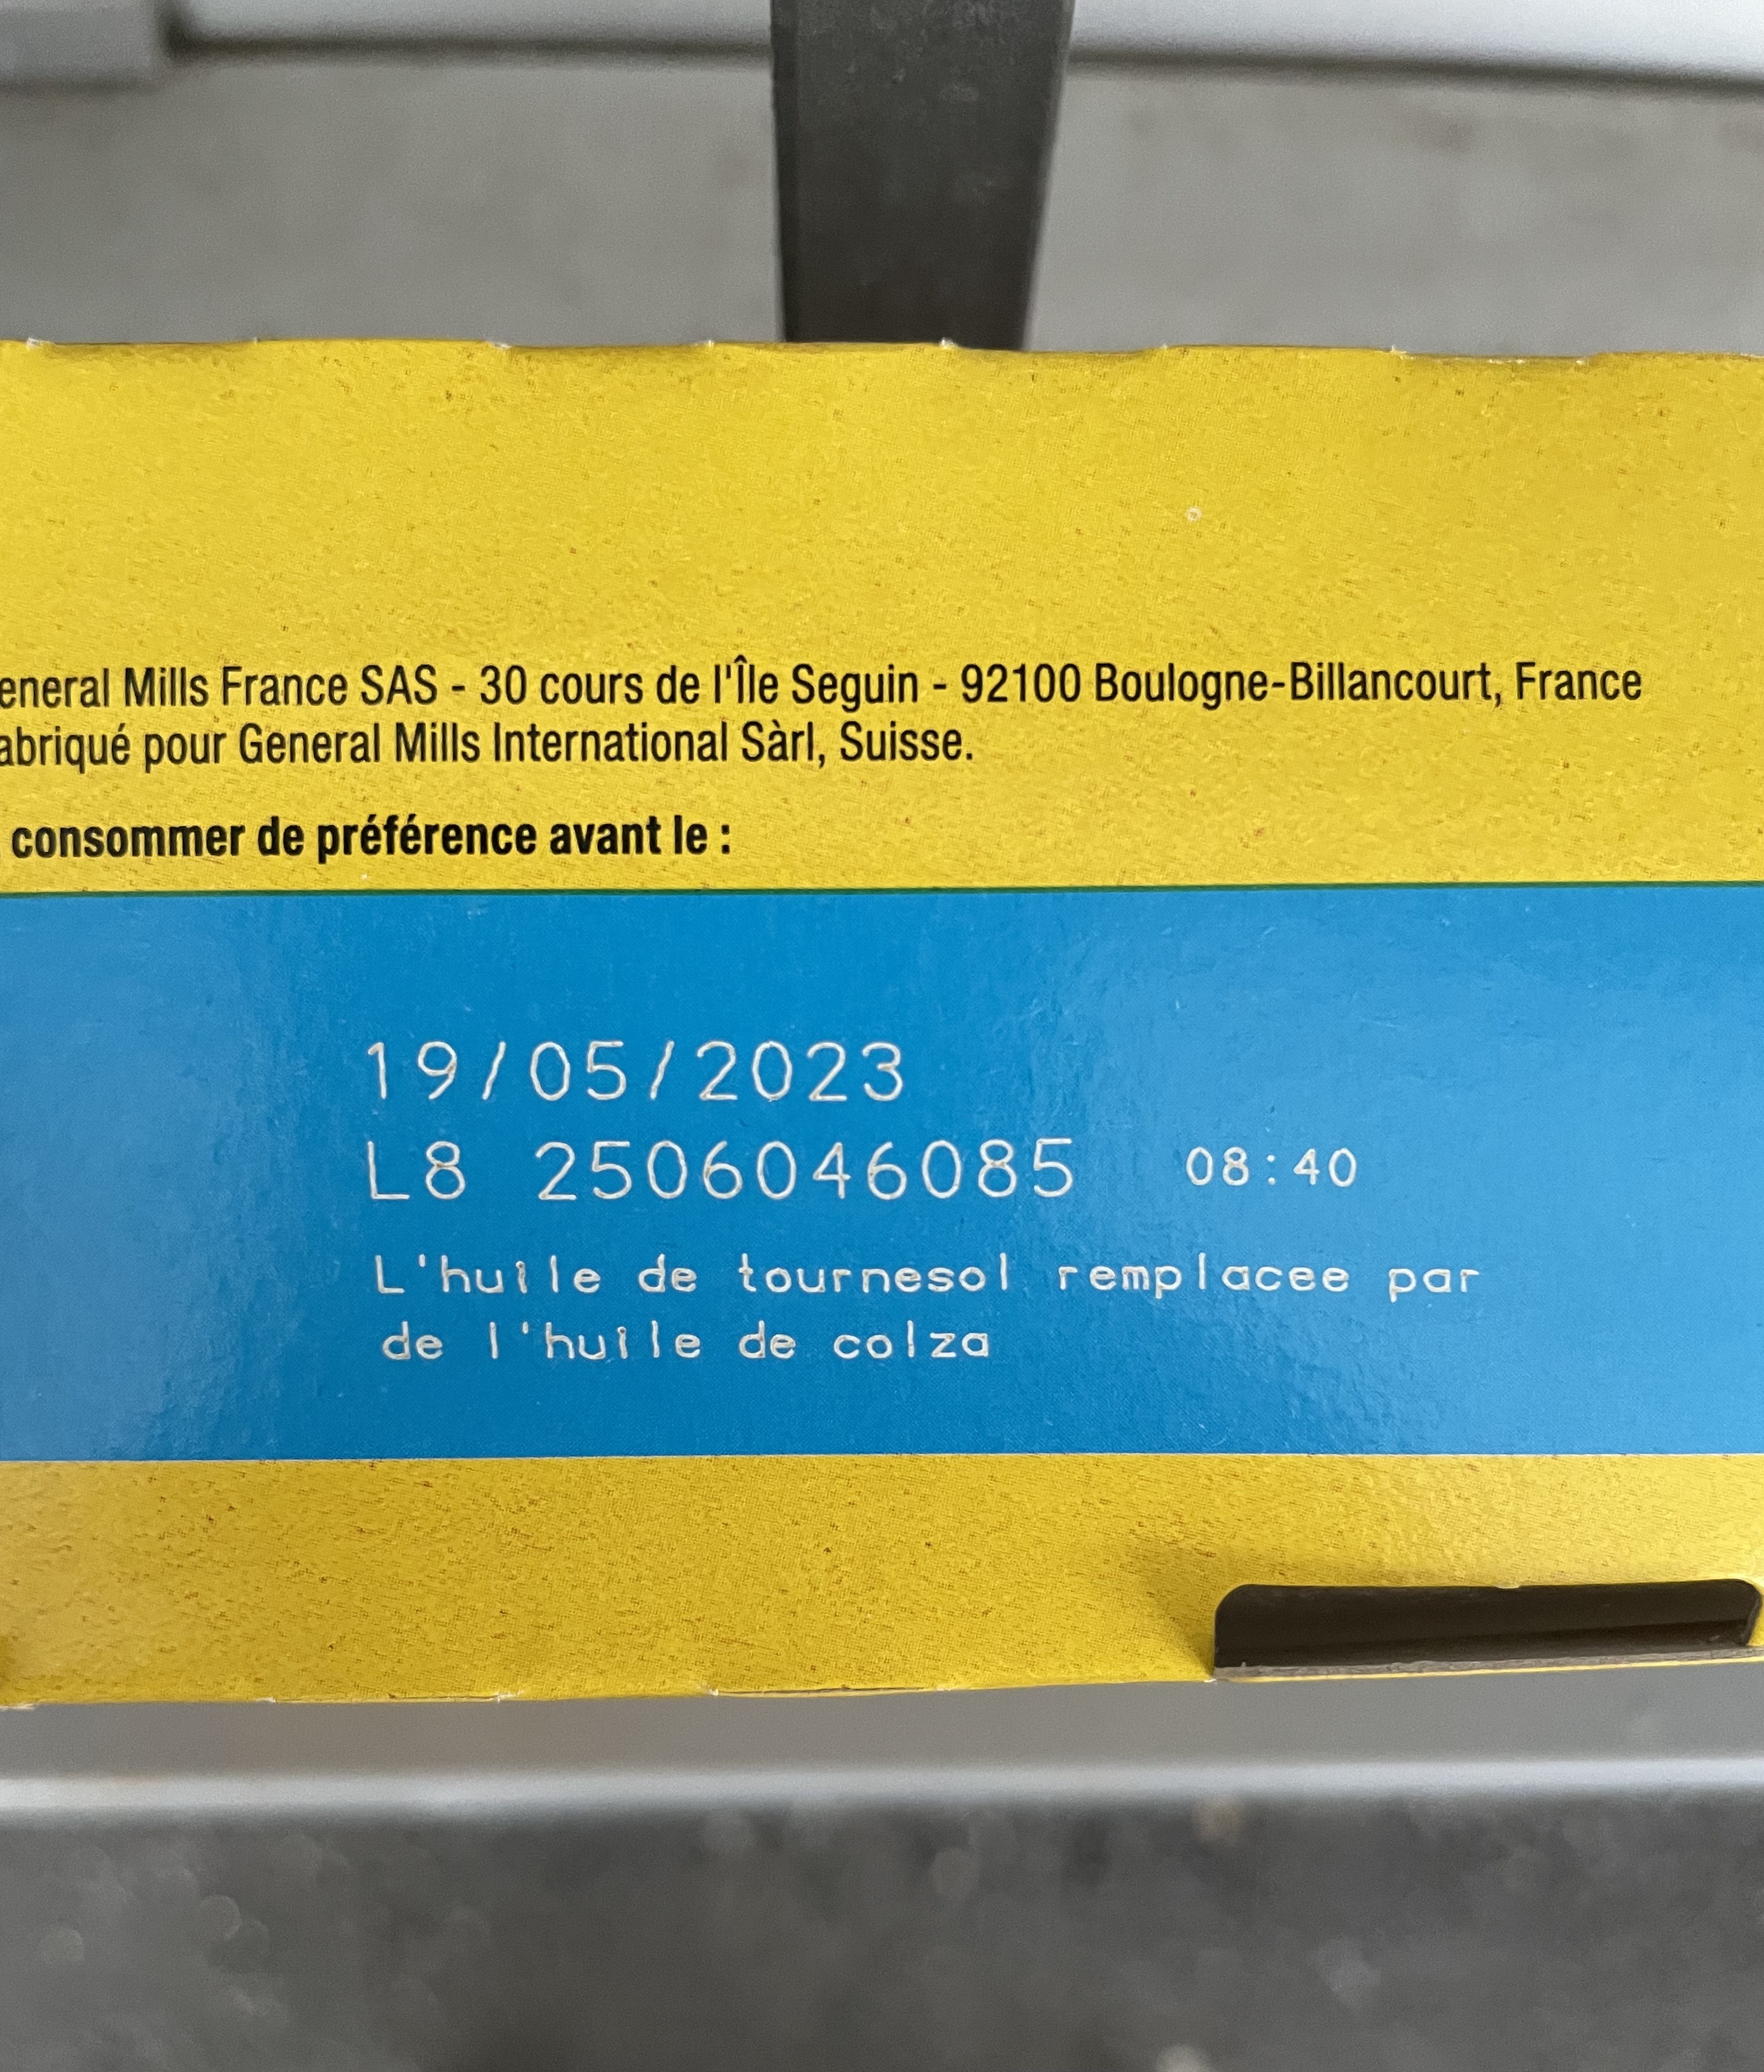 eneral Mills France SAS - 30 cours de l'Île Seguin - 92100 Boulogne-Billancourt, France
abriqué pour General Mills International Sàrl, Suisse.
consommer de préférence avant le :
19/05/2023
L8 2506046085 08:40
L'huile de tournesol remplacee par
de l'huile de colza